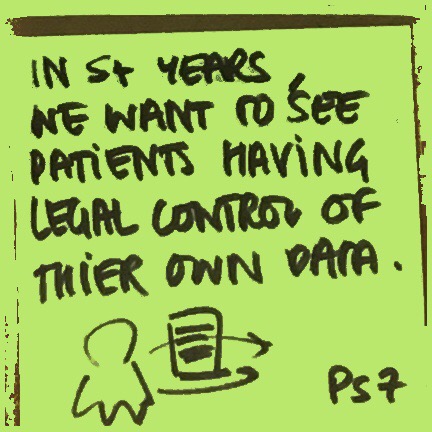 IN 5+ YEARS,
WE WANT TO SEE
PATIENTS HAVING
LEGAL CONTROL OF
THIER OWN DATA.
Ps7